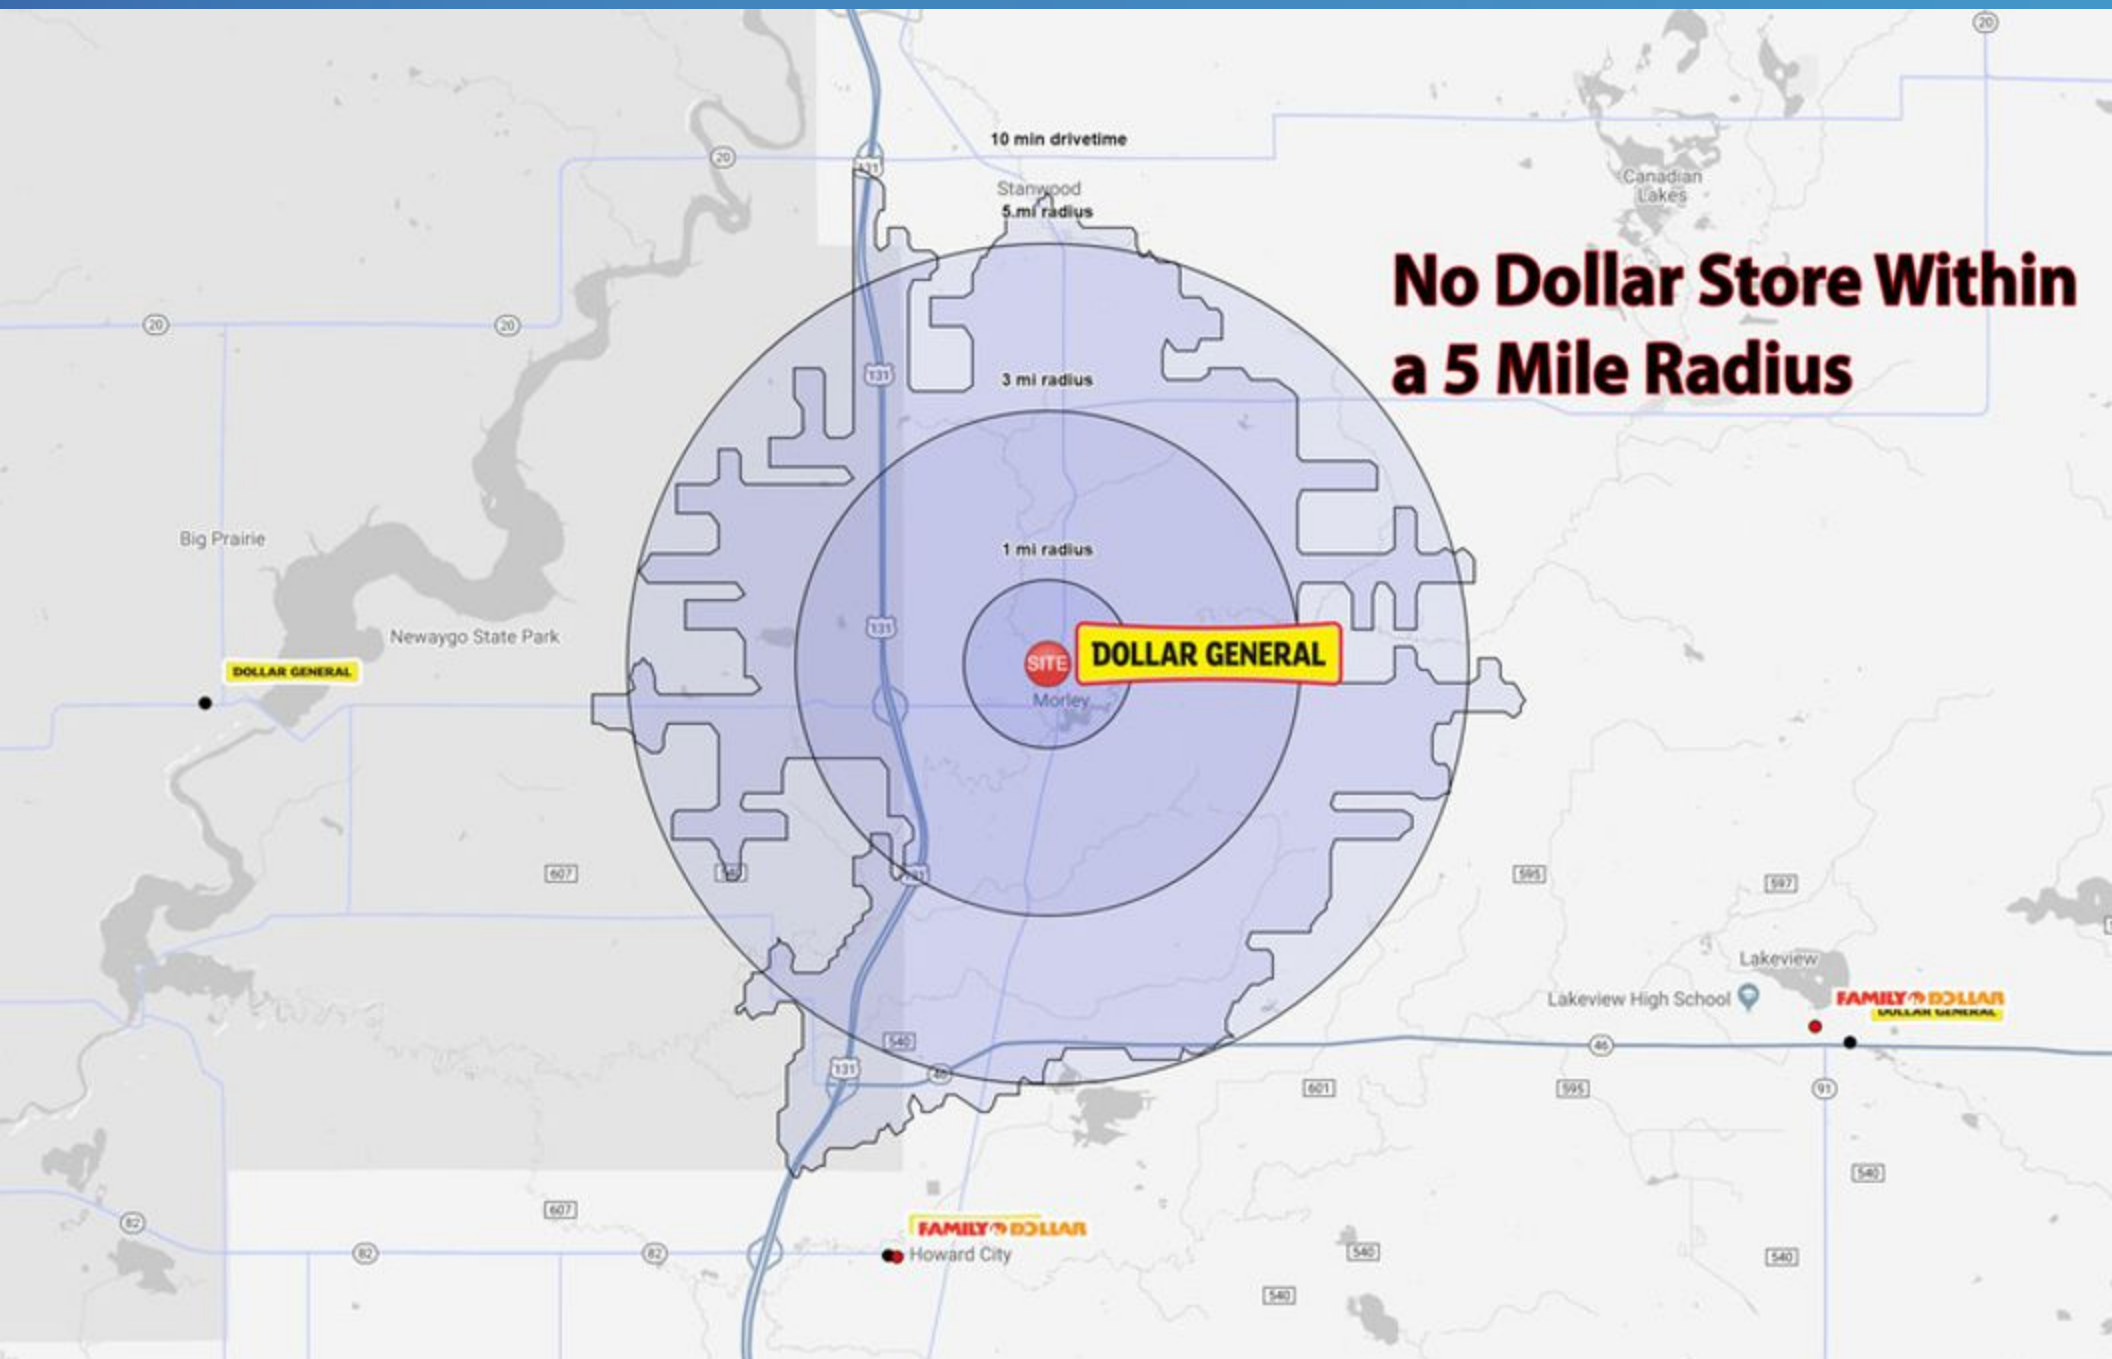 20
20
131
10 min drivetime
Stanwood
5 mi radius
Canadian
Lakes
No Dollar Store Within
a 5 Mile Radius
20
20
131
3 mi radius
Big Prairie
1 mi radius
131
Newaygo State Park
DOLLAR GENERAL
SITE
DOLLAR GENERAL
Morley
607
131
595
597
Lakeview
Lakeview High School
FAMILY DOLLAR
DOLLAR GENERAL
540
46
131
46
601
595
91
540
607
82
82
82
FAMILY DOLLAR
Howard City
540
540
540